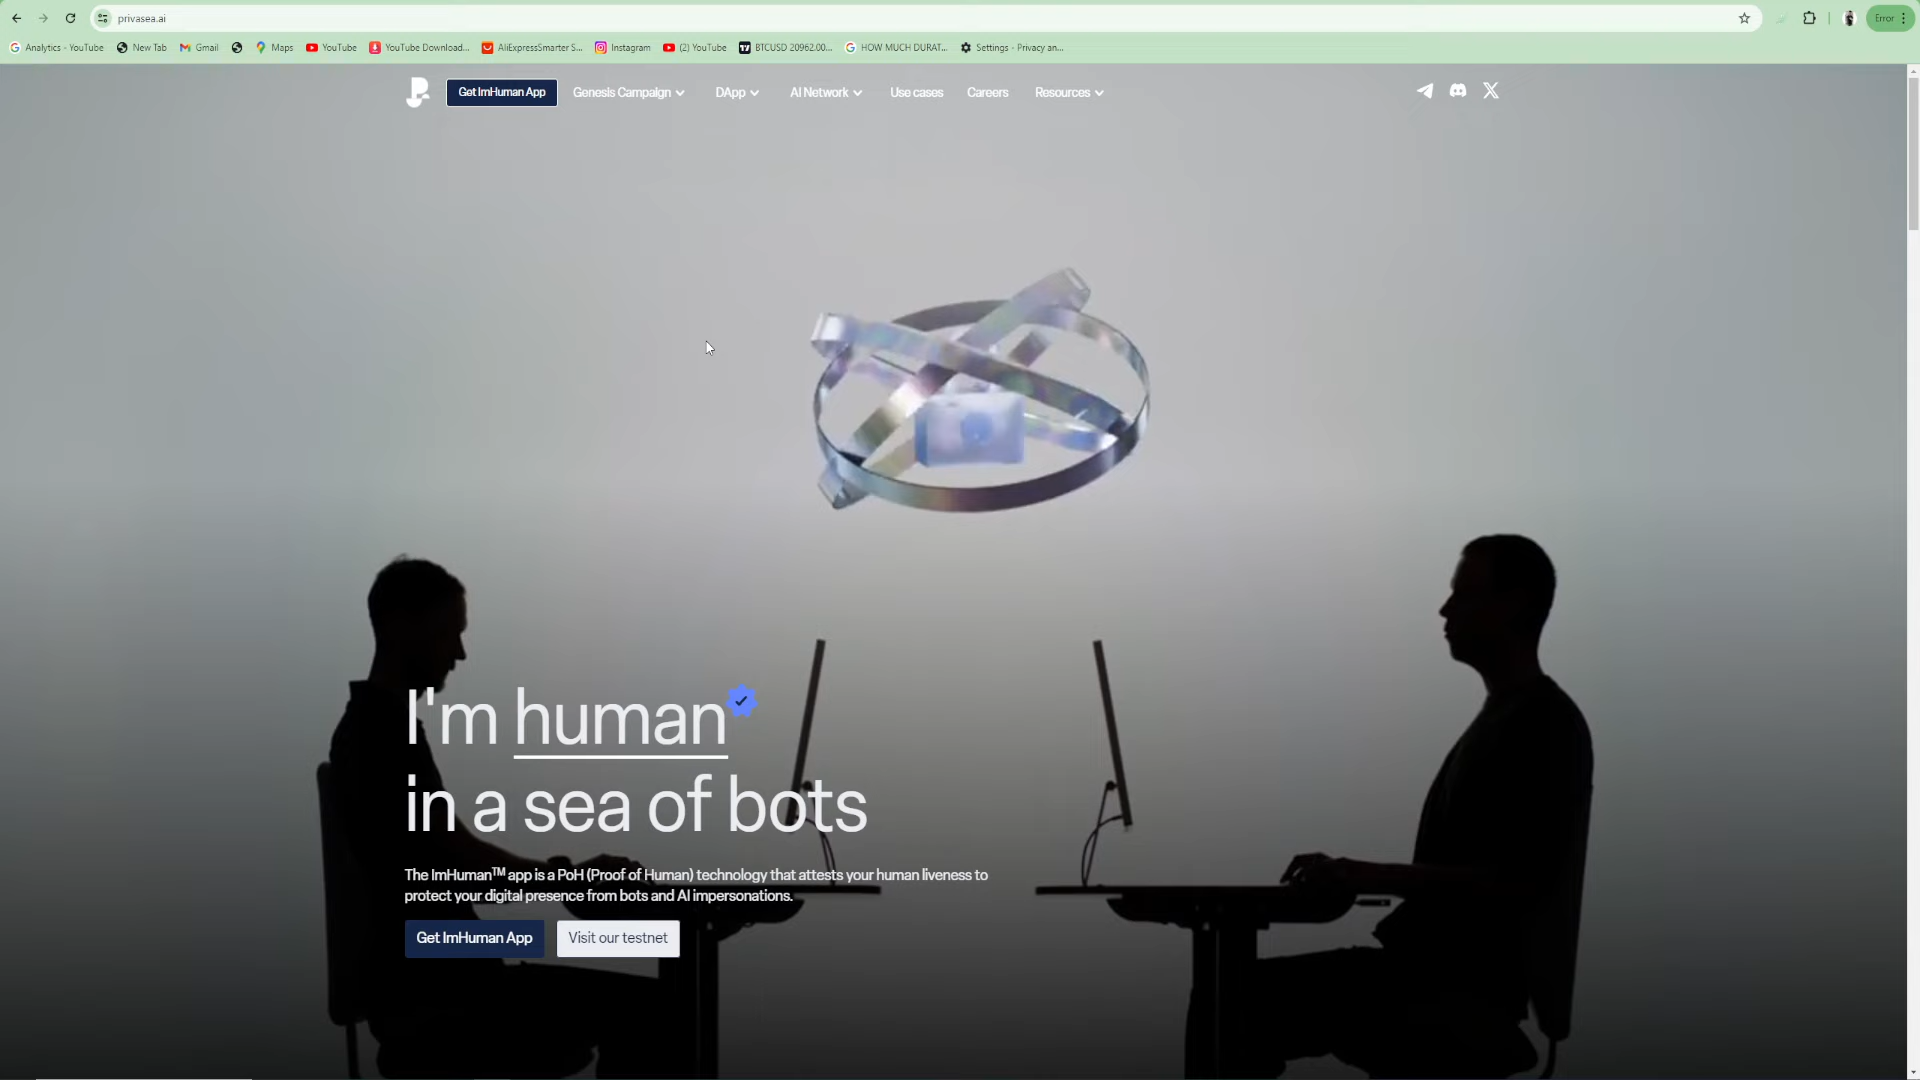 privasea.ai
Error
Analytics - YouTube New Tab Gmail Maps YouTube YouTube Download... AliExpressSmarter S... Instagram (2) YouTube BTCUSD 20962.00... HOW MUCH DURAT... Settings - Privacy an...
Get ImHuman App Genesis Campaign DApp AI Network Use cases Careers Resources
I'm human
in a sea of bots
The ImHuman™ app is a PoH (Proof of Human) technology that attests your human liveness to
protect your digital presence from bots and AI impersonations.
Get ImHuman App Visit our testnet